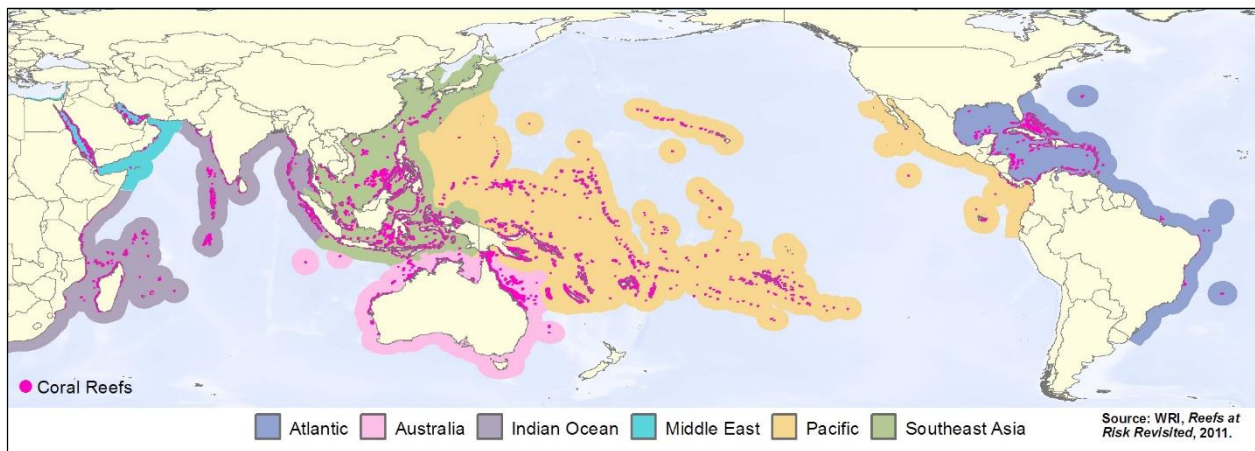 Coral Reefs
Atlantic Australia Indian Ocean Middle East Pacific Southeast Asia
Source: WRI, Reefs at
Risk Revisited, 2011.